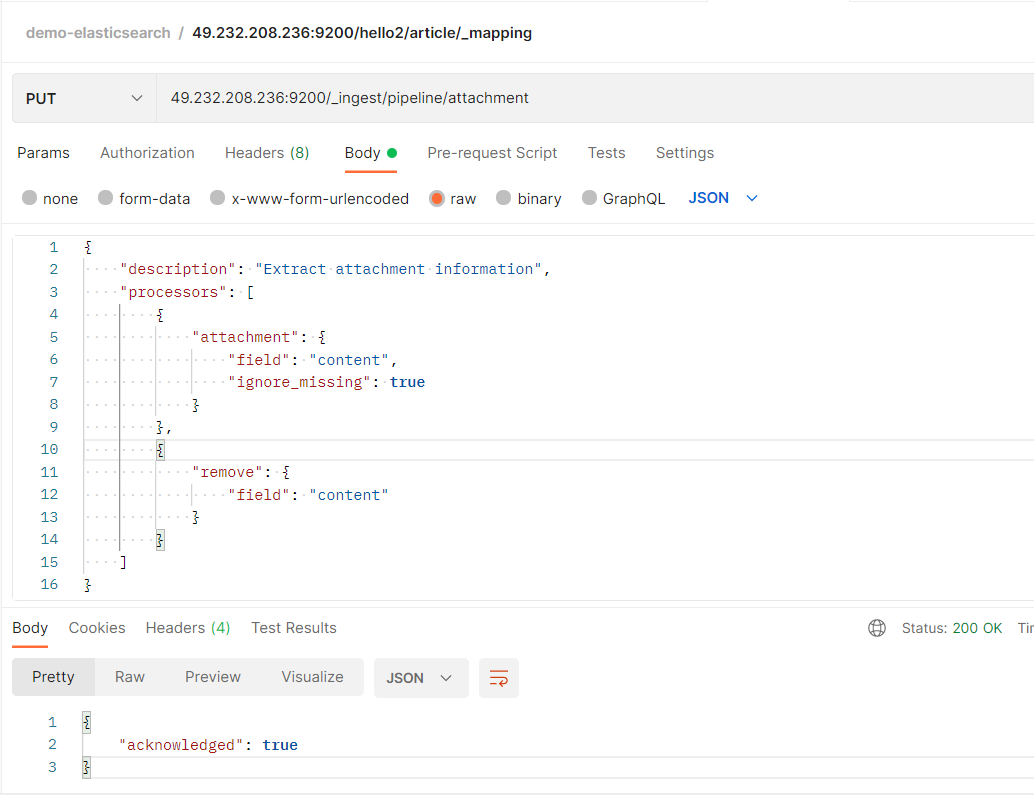 demo-elasticsearch / 49.232.208.236:9200/hello2/article/_mapping
PUT 49.232.208.236:9200/_ingest/pipeline/attachment
Params Authorization Headers (8) Body Pre-request Script Tests Settings
none form-data x-www-form-urlencoded raw binary GraphQL JSON
1 {
2 "description": "Extract attachment information",
3 "processors": [
4 {
5 "attachment": {
6 "field": "content",
7 "ignore_missing": true
8 }
9 },
10 {
11 "remove": {
12 "field": "content"
13 }
14 }
15 ]
16 }
Body Cookies Headers (4) Test Results Status: 200 OK
Pretty Raw Preview Visualize JSON
1 {
2 "acknowledged": true
3 }